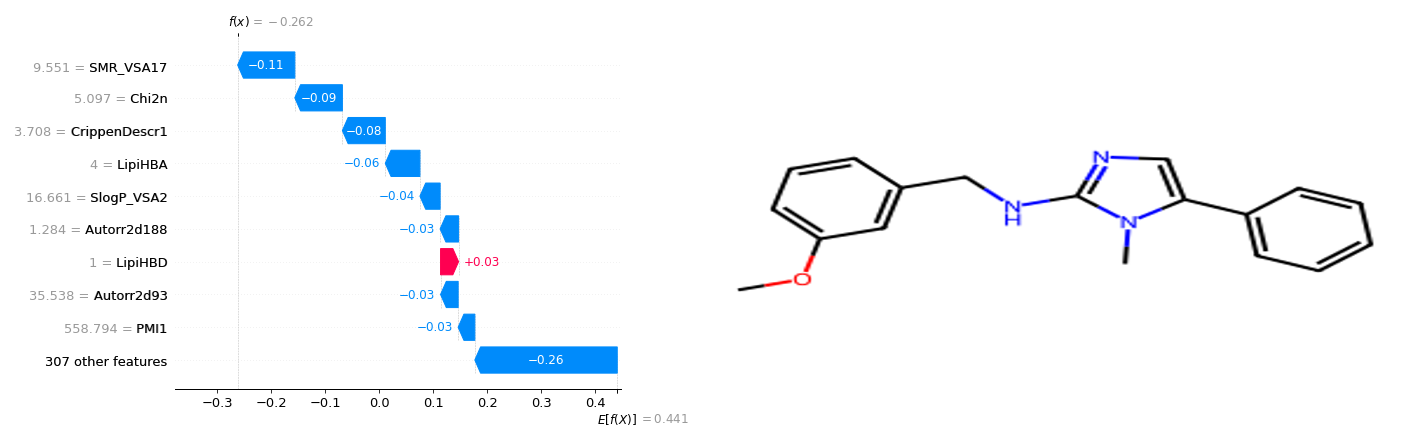 f(x) = −0.262
9.551 = SMR_VSA17
−0.11
5.097 = Chi2n
−0.09
3.708 = CrippenDescr1
−0.08
4 = LipiHBA
−0.06
16.661 = SlogP_VSA2
−0.04
1.284 = Autorr2d188
−0.03
1 = LipiHBD
+0.03
35.538 = Autorr2d93
−0.03
558.794 = PMI1
−0.03
307 other features
−0.26
−0.3 −0.2 −0.1 0.0 0.1 0.2 0.3 0.4
E[f(X)] = 0.441
N
N
H
N
O